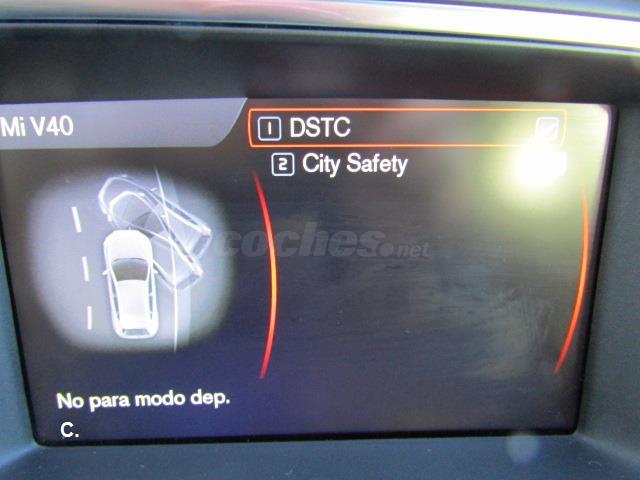 Mi V40
1 DSTC
2 City Safety
coches.net
No para modo dep.
C.